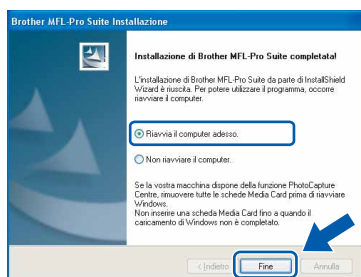 Brother MFL-Pro Suite Installazione
Installazione di Brother MFL-Pro Suite completata!
L'installazione di Brother MFL-Pro Suite da parte di InstallShield
Wizard è riuscita. Per potere utilizzare il programma, occorre
riavviare il computer.
Riavvia il computer adesso.
Non riavviare il computer.
Se la vostra macchina dispone della funzione PhotoCapture
Centre, rimuovere tutte le schede Media Card prima di riavviare
Windows.
Non inserire una scheda Media Card fino a quando il
caricamento di Windows non è completato.
< Indietro
Fine
Annulla